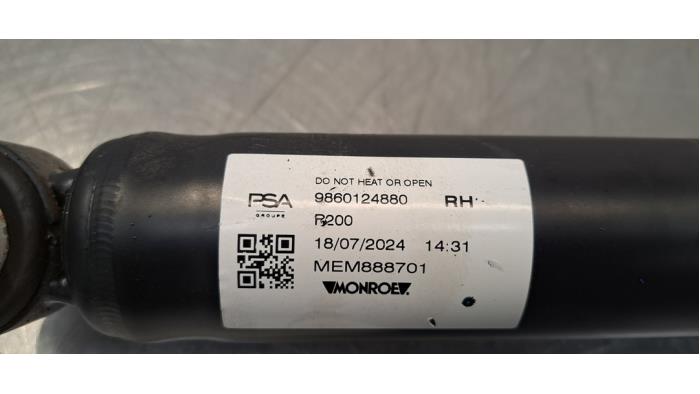 DO NOT HEAT OR OPEN
PSA 9860124880 RH
GROUPE
R200
18/07/2024 14:31
MEM888701
MONROE